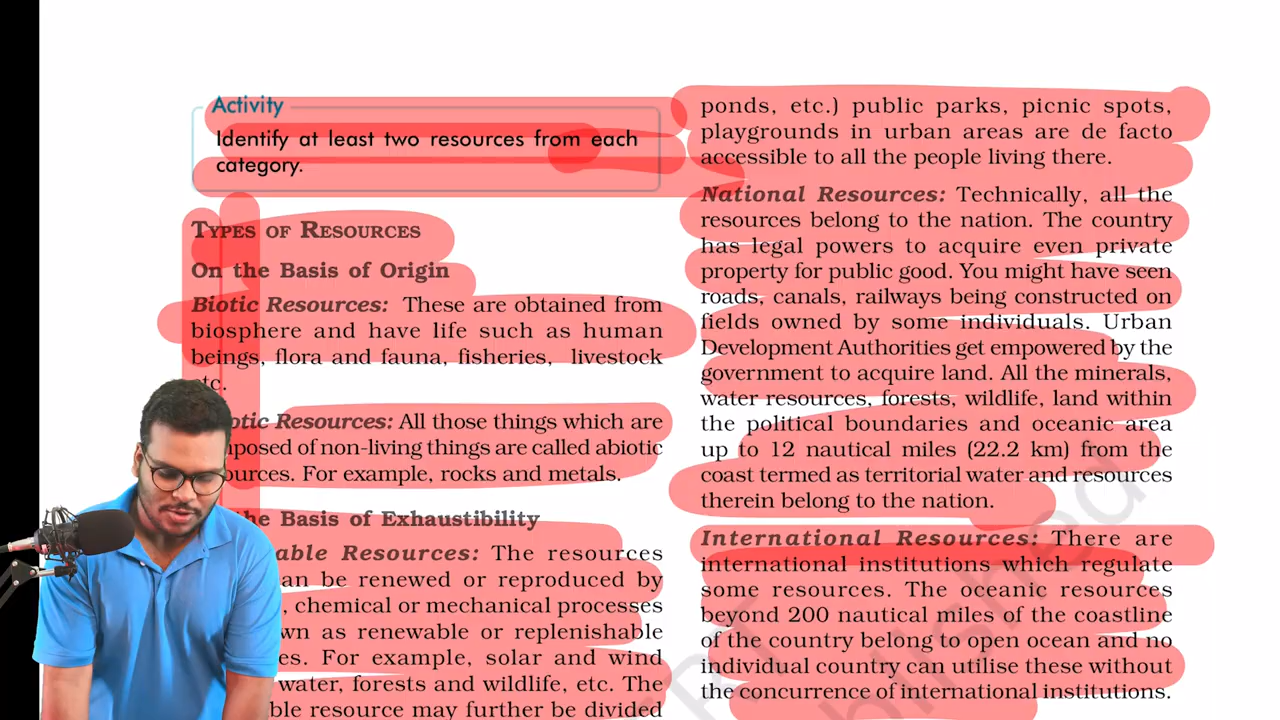 Activity
Identify at least two resources from each
category.
TYPES OF RESOURCES
On the Basis of Origin
Biotic Resources: These are obtained from
biosphere and have life such as human
beings, flora and fauna, fisheries, livestock
etc.
Resources: All those things which are
of non-living things are called abiotic
For example, rocks and metals.
Basis of Exhaustibility
Resources: The resources
be renewed or reproduced by
, chemical or mechanical processes
as renewable or replenishable
For example, solar and wind
water, forests and wildlife, etc. The
resource may further be divided
ponds, etc.) public parks, picnic spots,
playgrounds in urban areas are de facto
accessible to all the people living there.
National Resources: Technically, all the
resources belong to the nation. The country
has legal powers to acquire even private
property for public good. You might have seen
roads, canals, railways being constructed on
fields owned by some individuals. Urban
Development Authorities get empowered by the
government to acquire land. All the minerals,
water resources, forests, wildlife, land within
the political boundaries and oceanic area
up to 12 nautical miles (22.2 km) from the
coast termed as territorial water and resources
therein belong to the nation.
International Resources: There are
international institutions which regulate
some resources. The oceanic resources
beyond 200 nautical miles of the coastline
of the country belong to open ocean and no
individual country can utilise these without
the concurrence of international institutions.